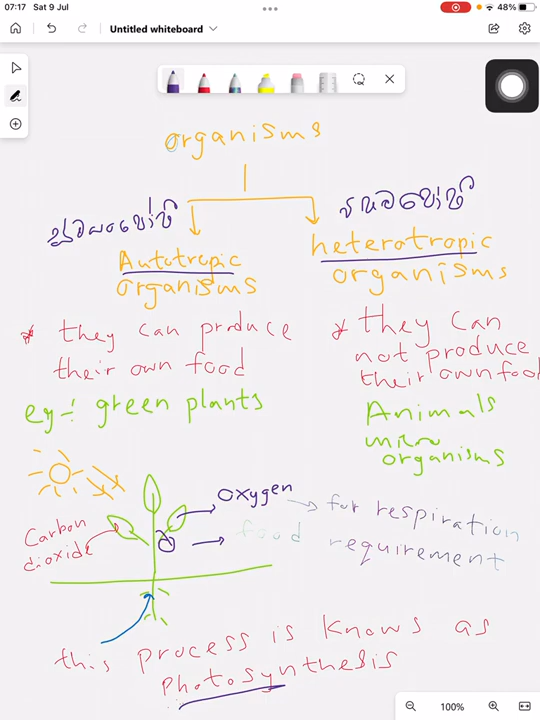 07:17 Sat 9 Jul
48%
Untitled whiteboard
organisms
Autotropic
organisms
heterotropic
organisms
* they can produce
their own food
eg :- green plants
* they can
not produce
their own food
Animals
micro
organisms
Carbon
dioxide
oxygen
food
for respiration
requirement
this process is knows as
photosynthesis
100%